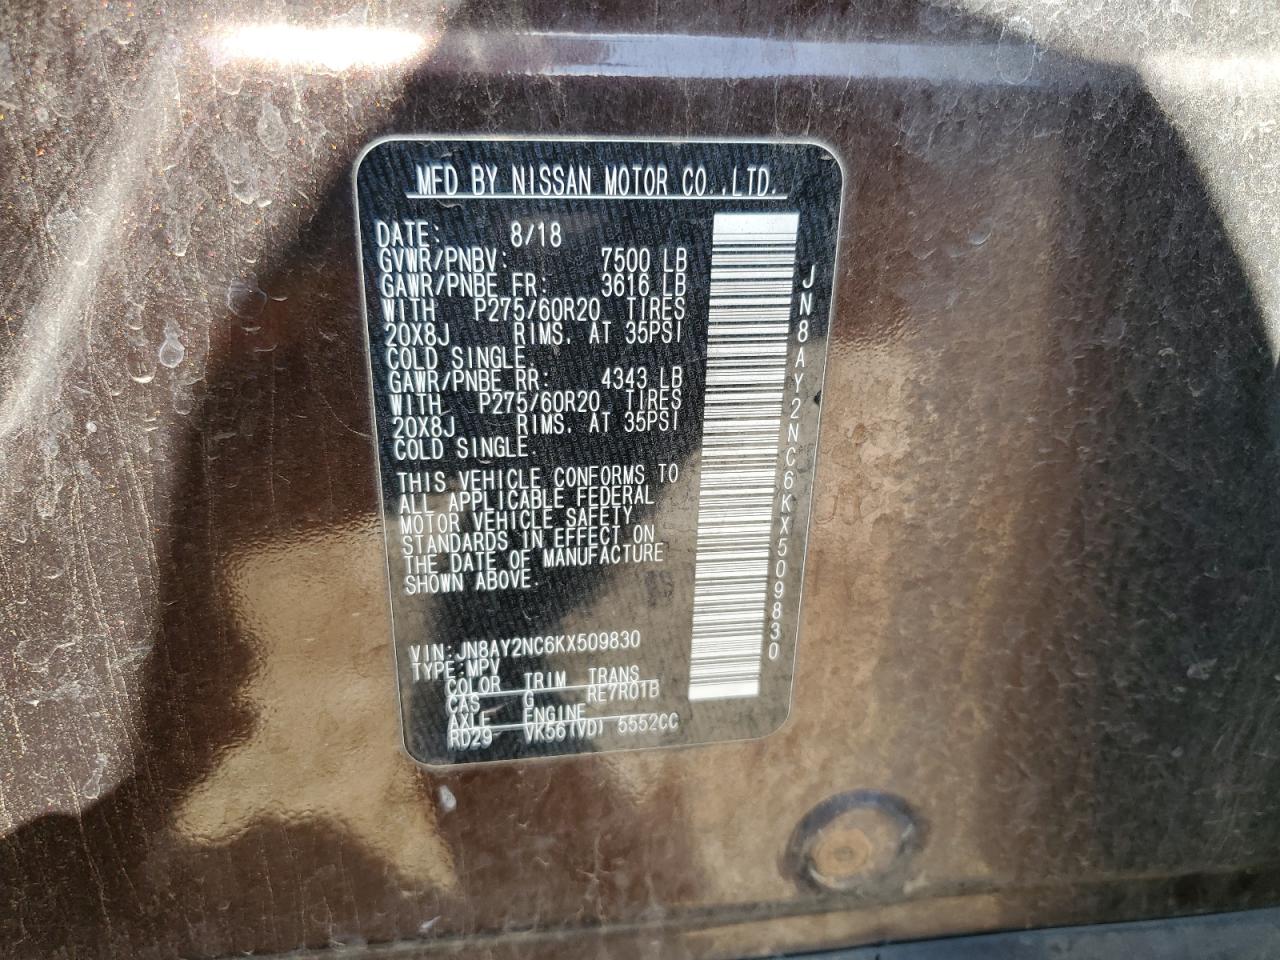 MFD BY NISSAN MOTOR CO.,LTD.
DATE: 8/18
GVWR/PNBV: 7500 LB
GAWR/PNBE FR: 3616 LB
WITH P275/60R20 TIRES
20X8J RIMS. AT 35PSI
COLD SINGLE.
GAWR/PNBE RR: 4343 LB
WITH P275/60R20 TIRES
20X8J RIMS. AT 35PSI
COLD SINGLE.
THIS VEHICLE CONFORMS TO
ALL APPLICABLE FEDERAL
MOTOR VEHICLE SAFETY
STANDARDS IN EFFECT ON
THE DATE OF MANUFACTURE
SHOWN ABOVE.
VIN:JN8AY2NC6KX509830
TYPE:MPV
COLOR TRIM TRANS
CAS G RE7R01B
AXLE ENGINE
RD29 VK56(VD) 5552CC
JN8AY2NC6KX509830